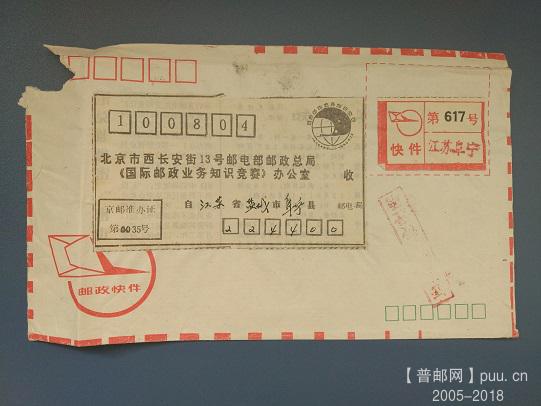 100804
北京市西长安街13号邮电部邮政总局
《国际邮政业务知识竞赛》办公室 收
自 江苏 省 盐城 市 阜宁 县 邮电局
京邮准办证
第0035号
224400
第 617 号
快件 江苏阜宁
邮政快件
【普邮网】puu.cn
2005-2018